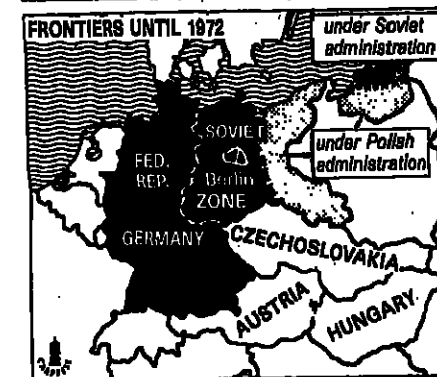 FRONTIERS UNTIL 1972
under Soviet
administration
SOVIET
under Polish
administration
FED.
REP.
Berlin
ZONE
GERMANY
CZECHOSLOVAKIA
AUSTRIA
HUNGARY